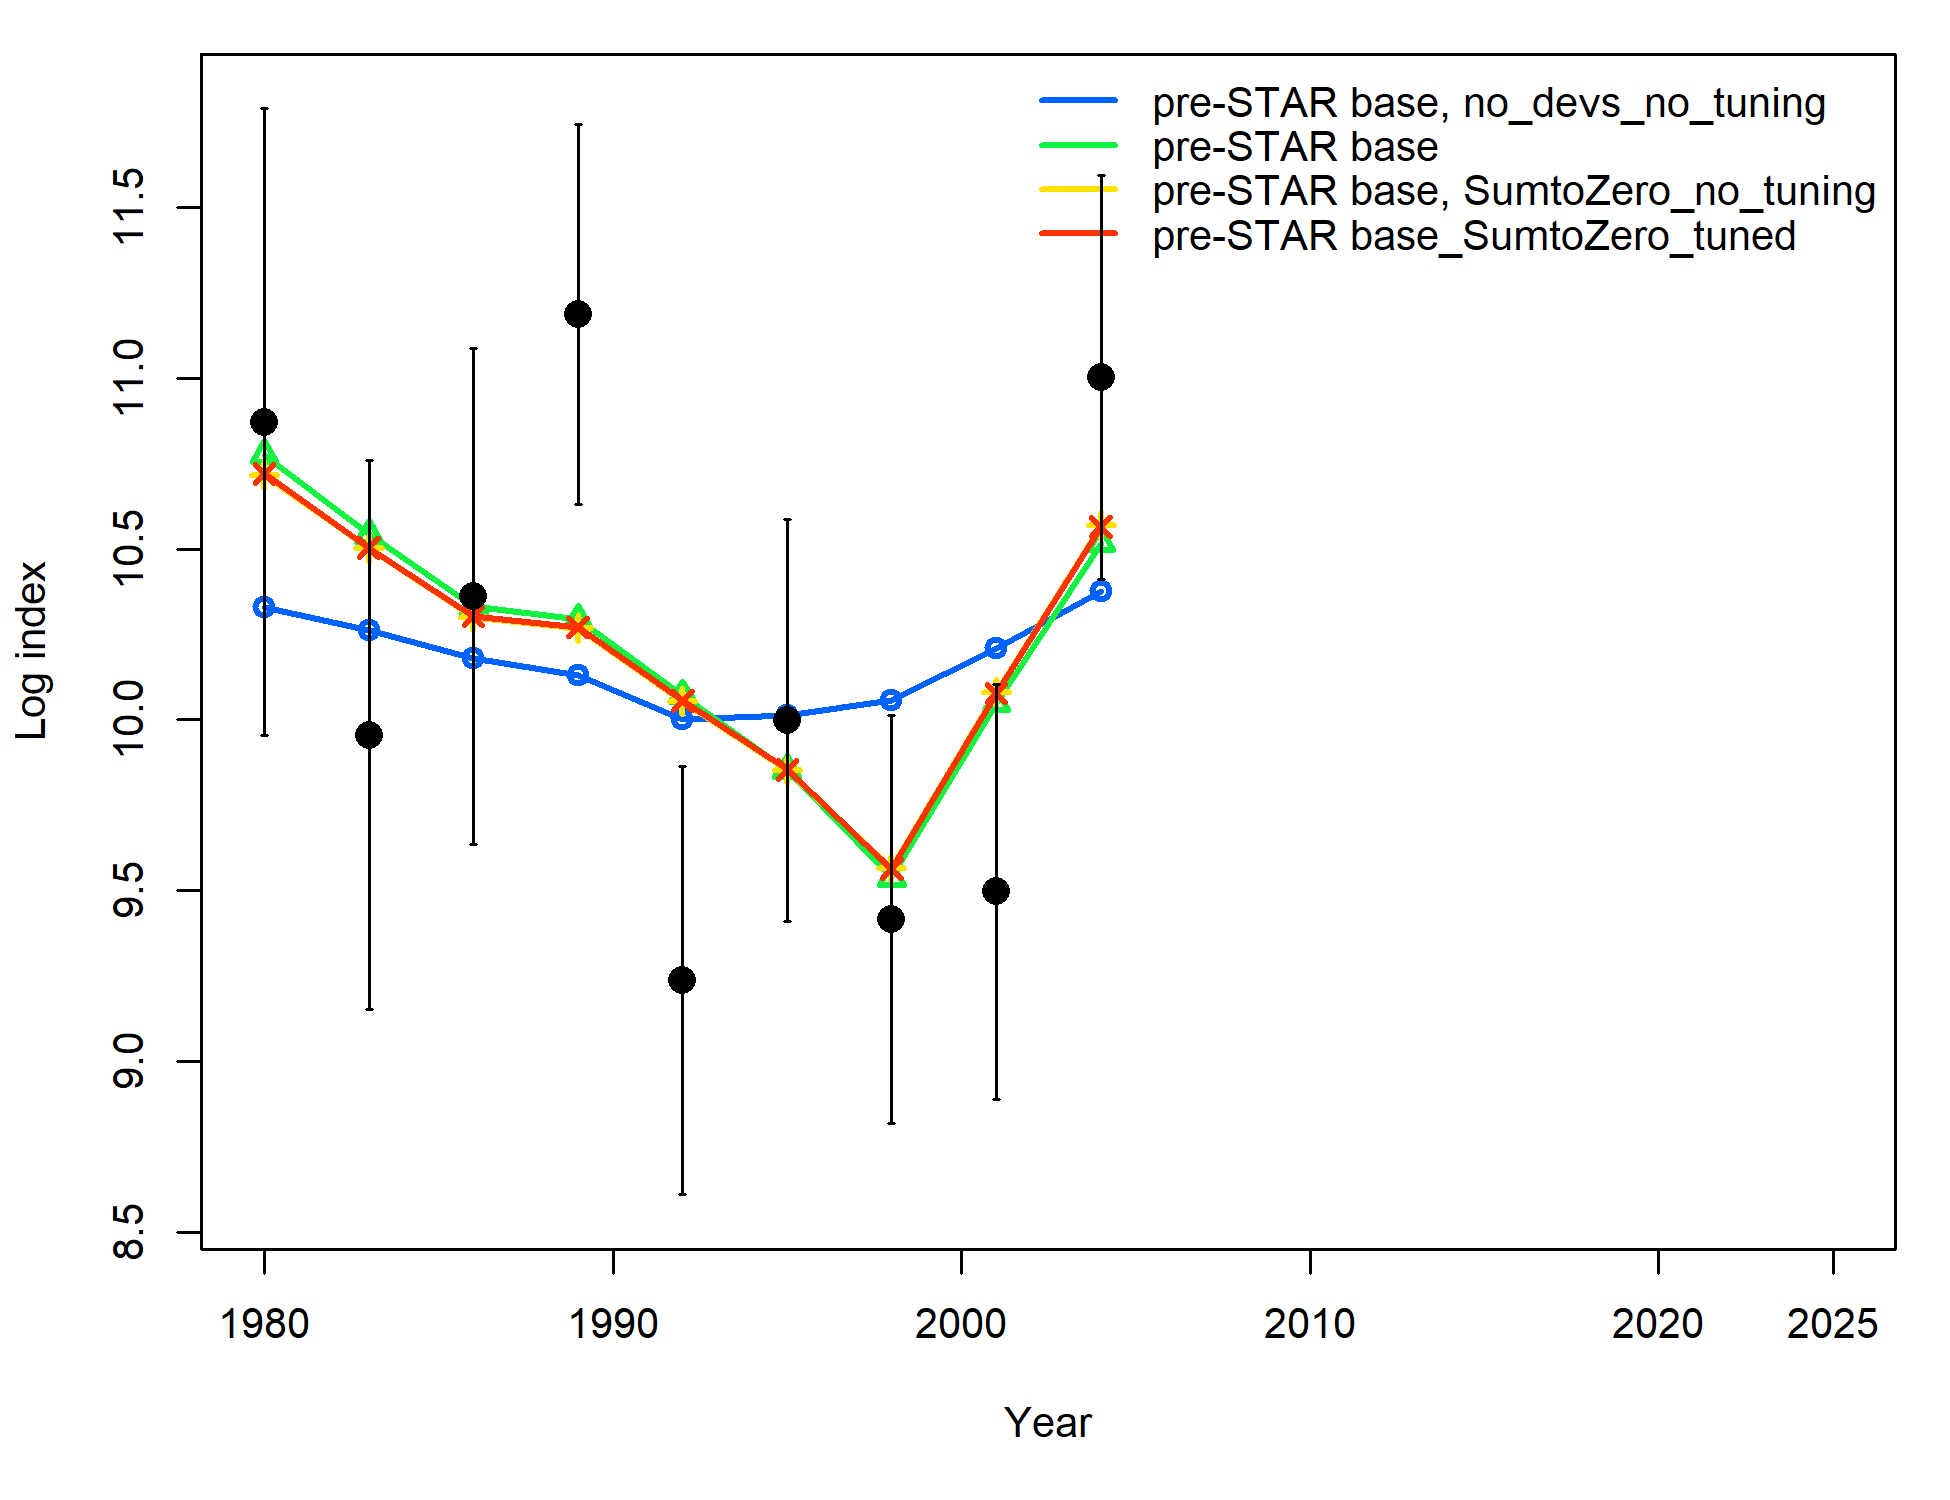 pre-STAR base, no_devs_no_tuning
pre-STAR base
pre-STAR base, SumtoZero_no_tuning
pre-STAR base_SumtoZero_tuned
Log index
11.5
11.0
10.5
10.0
9.5
9.0
8.5
1980 1990 2000 2010 2020 2025
Year